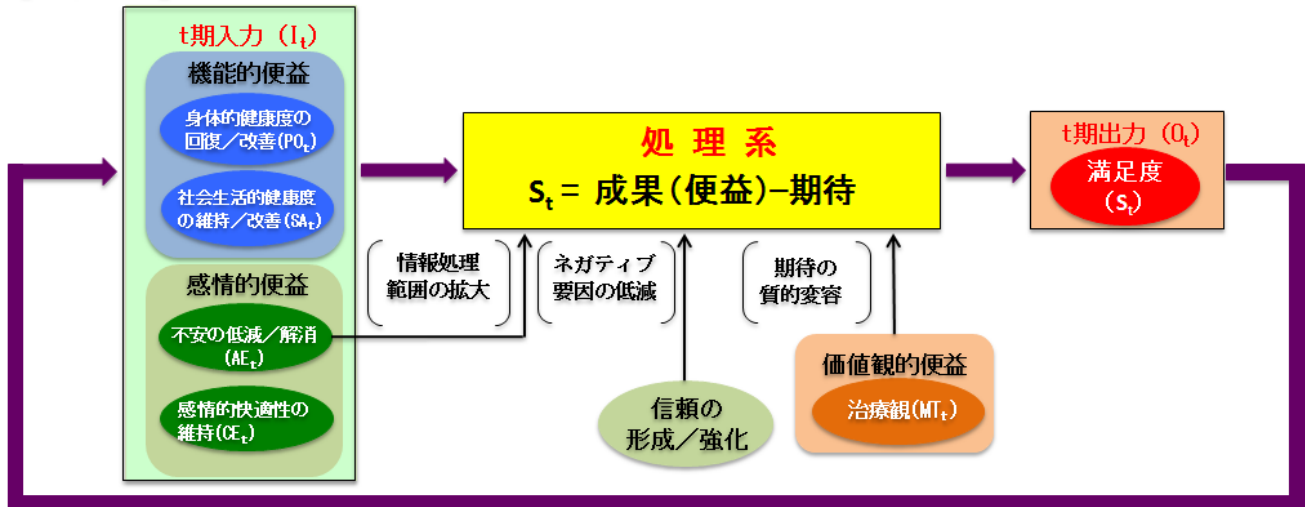 t期入力（It）
機能的便益
身体的健康度の
回復／改善(POt)
社会生活的健康度
の維持／改善(SAt)
感情的便益
不安の低減／解消
(AEt)
感情的快適性の
維持(CEt)
処 理 系
St = 成果(便益)−期待
情報処理
範囲の拡大
ネガティブ
要因の低減
期待の
質的変容
信頼の
形成／強化
価値観的便益
治療観(MTt)
t期出力（Ot）
満足度
(St)